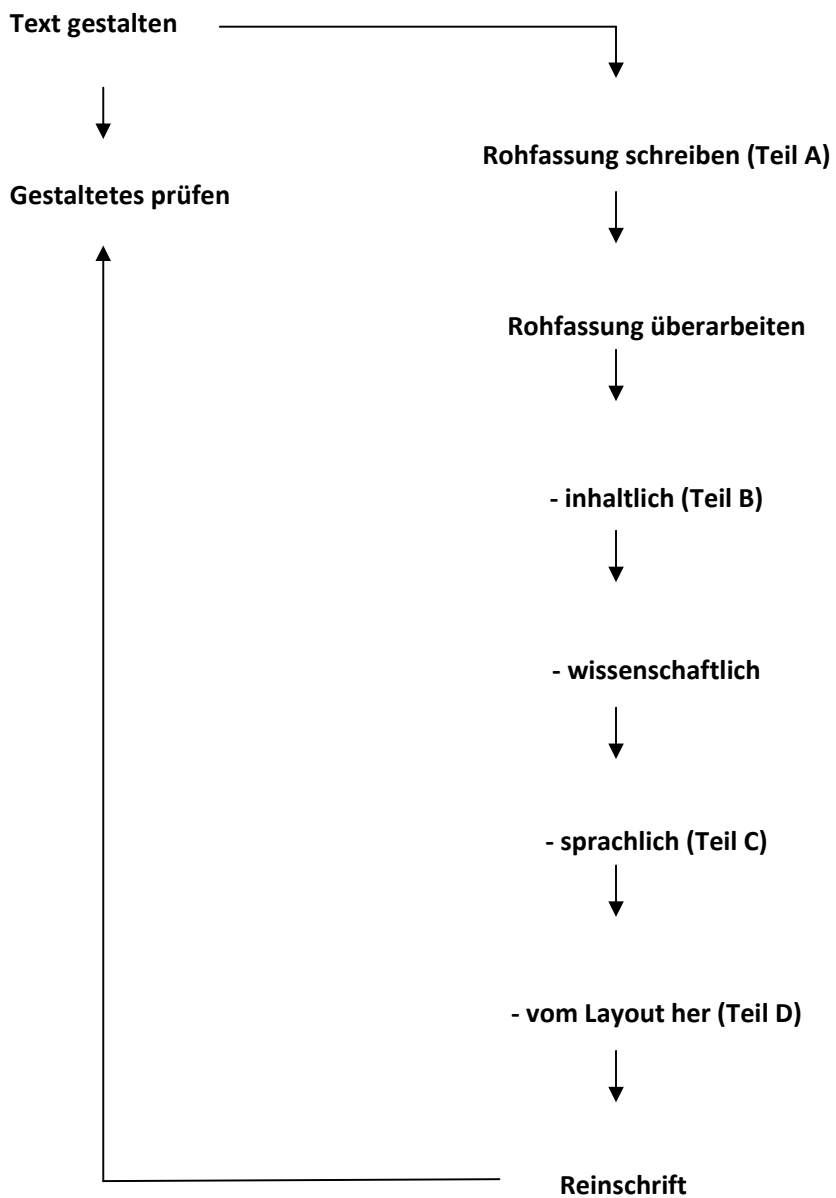 Text gestalten
Rohfassung schreiben (Teil A)
Gestaltetes prüfen
Rohfassung überarbeiten
- inhaltlich (Teil B)
- wissenschaftlich
- sprachlich (Teil C)
- vom Layout her (Teil D)
Reinschrift